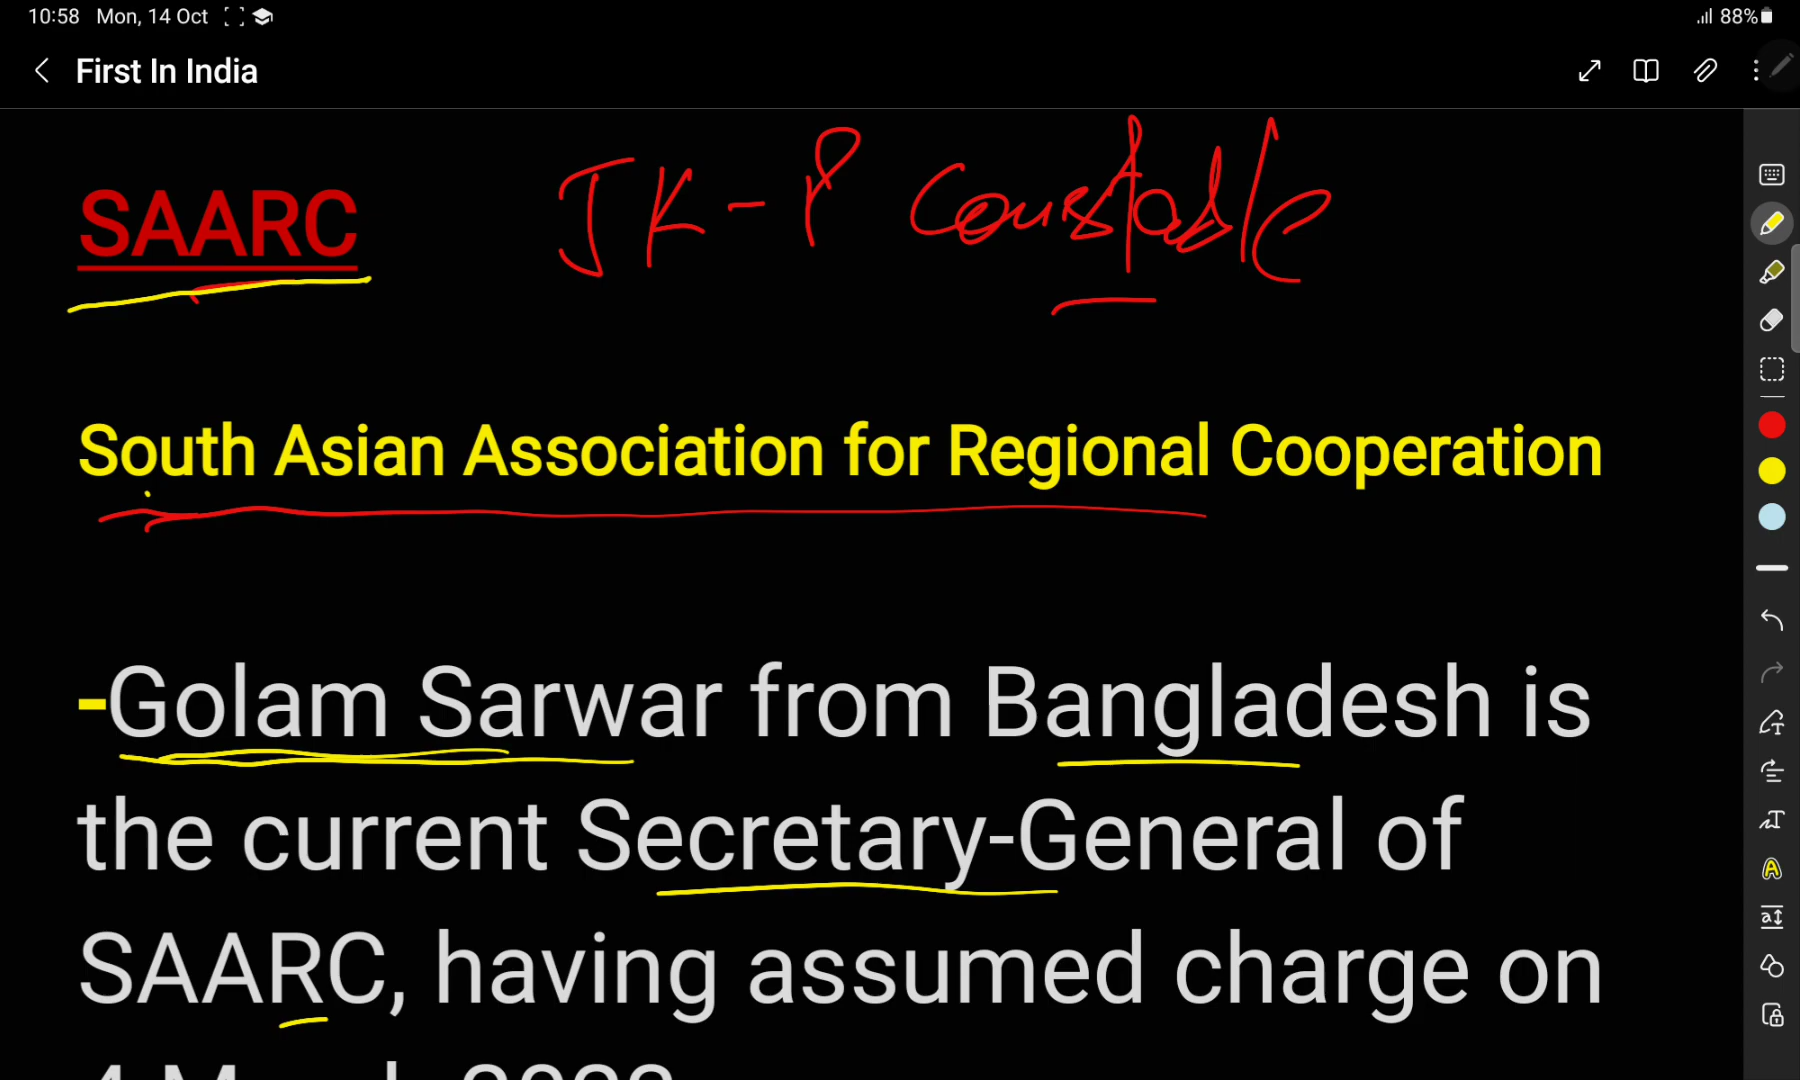 10:58 Mon, 14 Oct 88%
First In India
SAARC JK-P Constable
South Asian Association for Regional Cooperation
-Golam Sarwar from Bangladesh is
the current Secretary-General of
SAARC, having assumed charge on